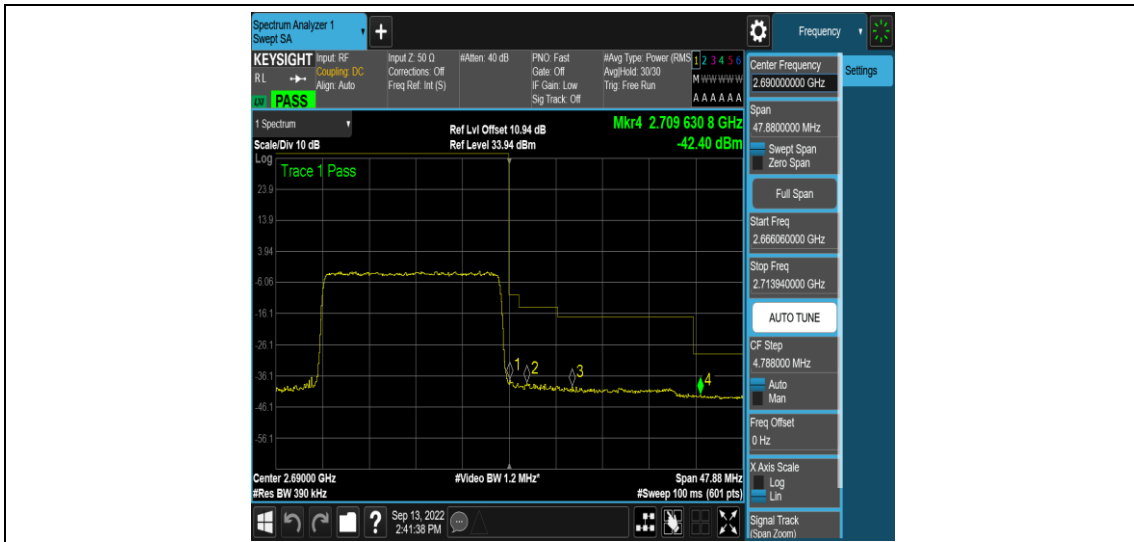 Spectrum Analyzer 1
Swept SA
+
Frequency
KEYSIGHT
RL
LM PASS
Input: RF
Coupling: DC
Align: Auto
Input Z: 50 Ω
Corrections: Off
Freq Ref: Int (S)
#Atten: 40 dB
PNO: Fast
Gate: Off
IF Gain: Low
Sig Track: Off
#Avg Type: Power (RMS
Avg|Hold: 30/30
Trig: Free Run
1 2 3 4 5 6
M W W W W W
A A A A A A
1 Spectrum
Scale/Div 10 dB
Ref Lvl Offset 10.94 dB
Ref Level 33.94 dBm
Mkr4 2.709 630 8 GHz
-42.40 dBm
Log
Trace 1 Pass
23.9
13.9
3.94
-6.06
-16.1
-26.1
-36.1
-46.1
-56.1
1
2
3
4
Center 2.69000 GHz
#Res BW 390 kHz
#Video BW 1.2 MHz*
Span 47.88 MHz
#Sweep 100 ms (601 pts)
Center Frequency
2.690000000 GHz
Settings
Span
47.8800000 MHz
Swept Span
Zero Span
Full Span
Start Freq
2.666060000 GHz
Stop Freq
2.713940000 GHz
AUTO TUNE
CF Step
4.788000 MHz
Auto
Man
Freq Offset
0 Hz
X Axis Scale
Log
Lin
Signal Track
(Span Zoom)
?
Sep 13, 2022
2:41:38 PM